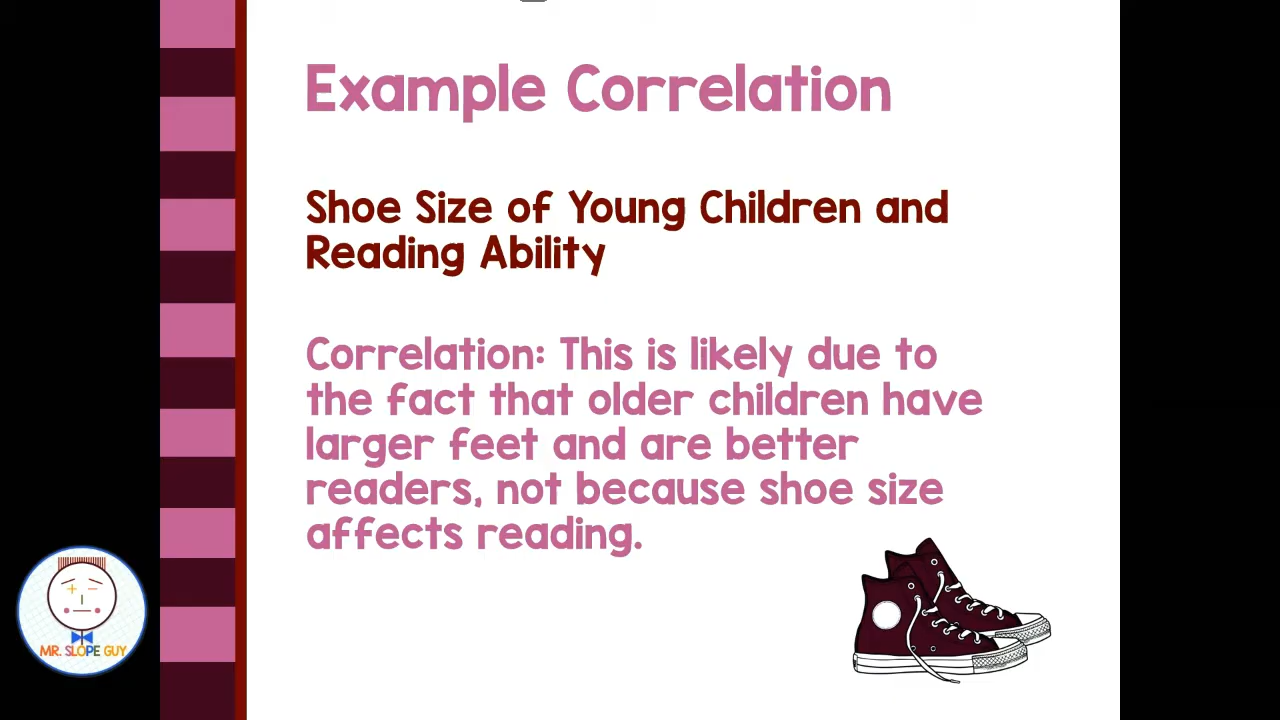 Example Correlation
Shoe Size of Young Children and
Reading Ability
Correlation: This is likely due to
the fact that older children have
larger feet and are better
readers, not because shoe size
affects reading.
MR. SLOPE GUY